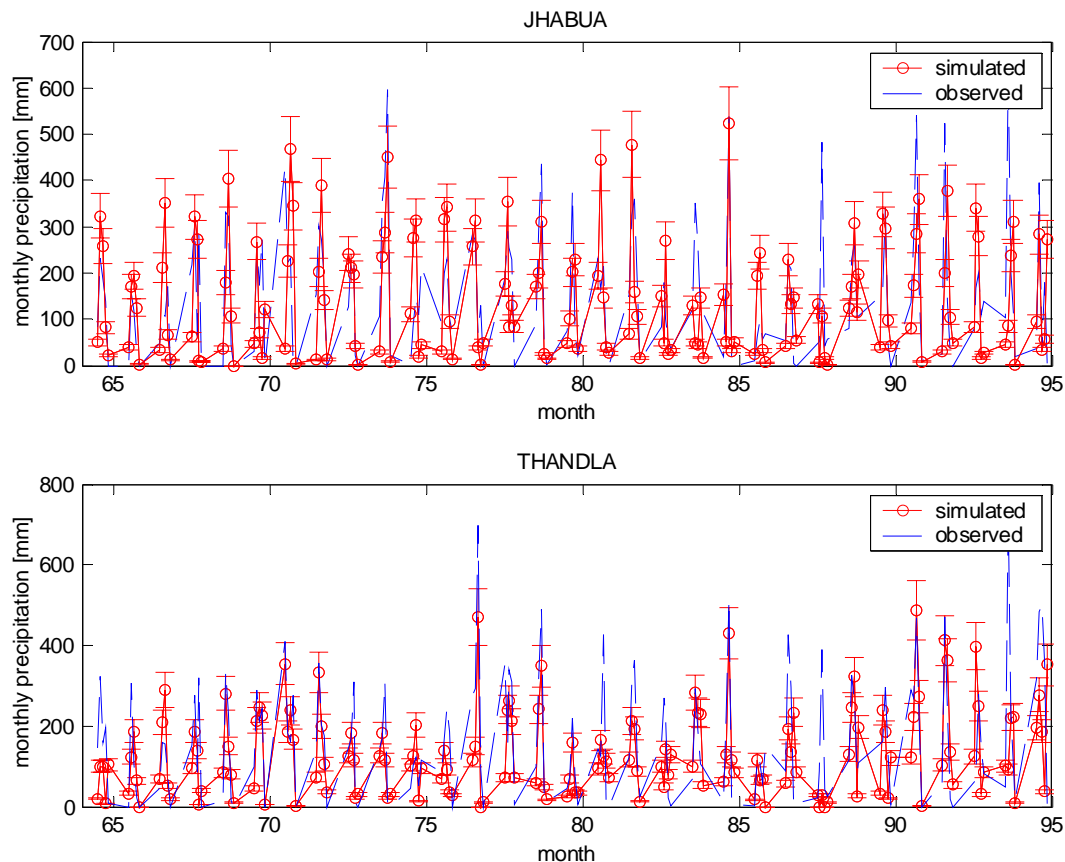 JHABUA
700
600
500
400
300
200
100
0
monthly precipitation [mm]
simulated
observed
65 70 75 80 85 90 95
month
THANDLA
800
600
400
200
0
monthly precipitation [mm]
simulated
observed
65 70 75 80 85 90 95
month